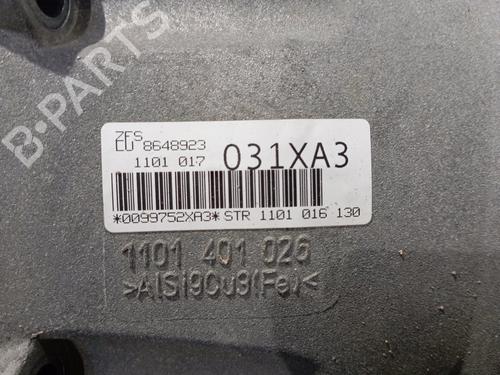 B-PARTS
ZFS
EU 8648923
1101 017 031XA3
*0099752XA3* STR 1101 016 130
1101 401 026
>AlSi9Cu3(Fe)<